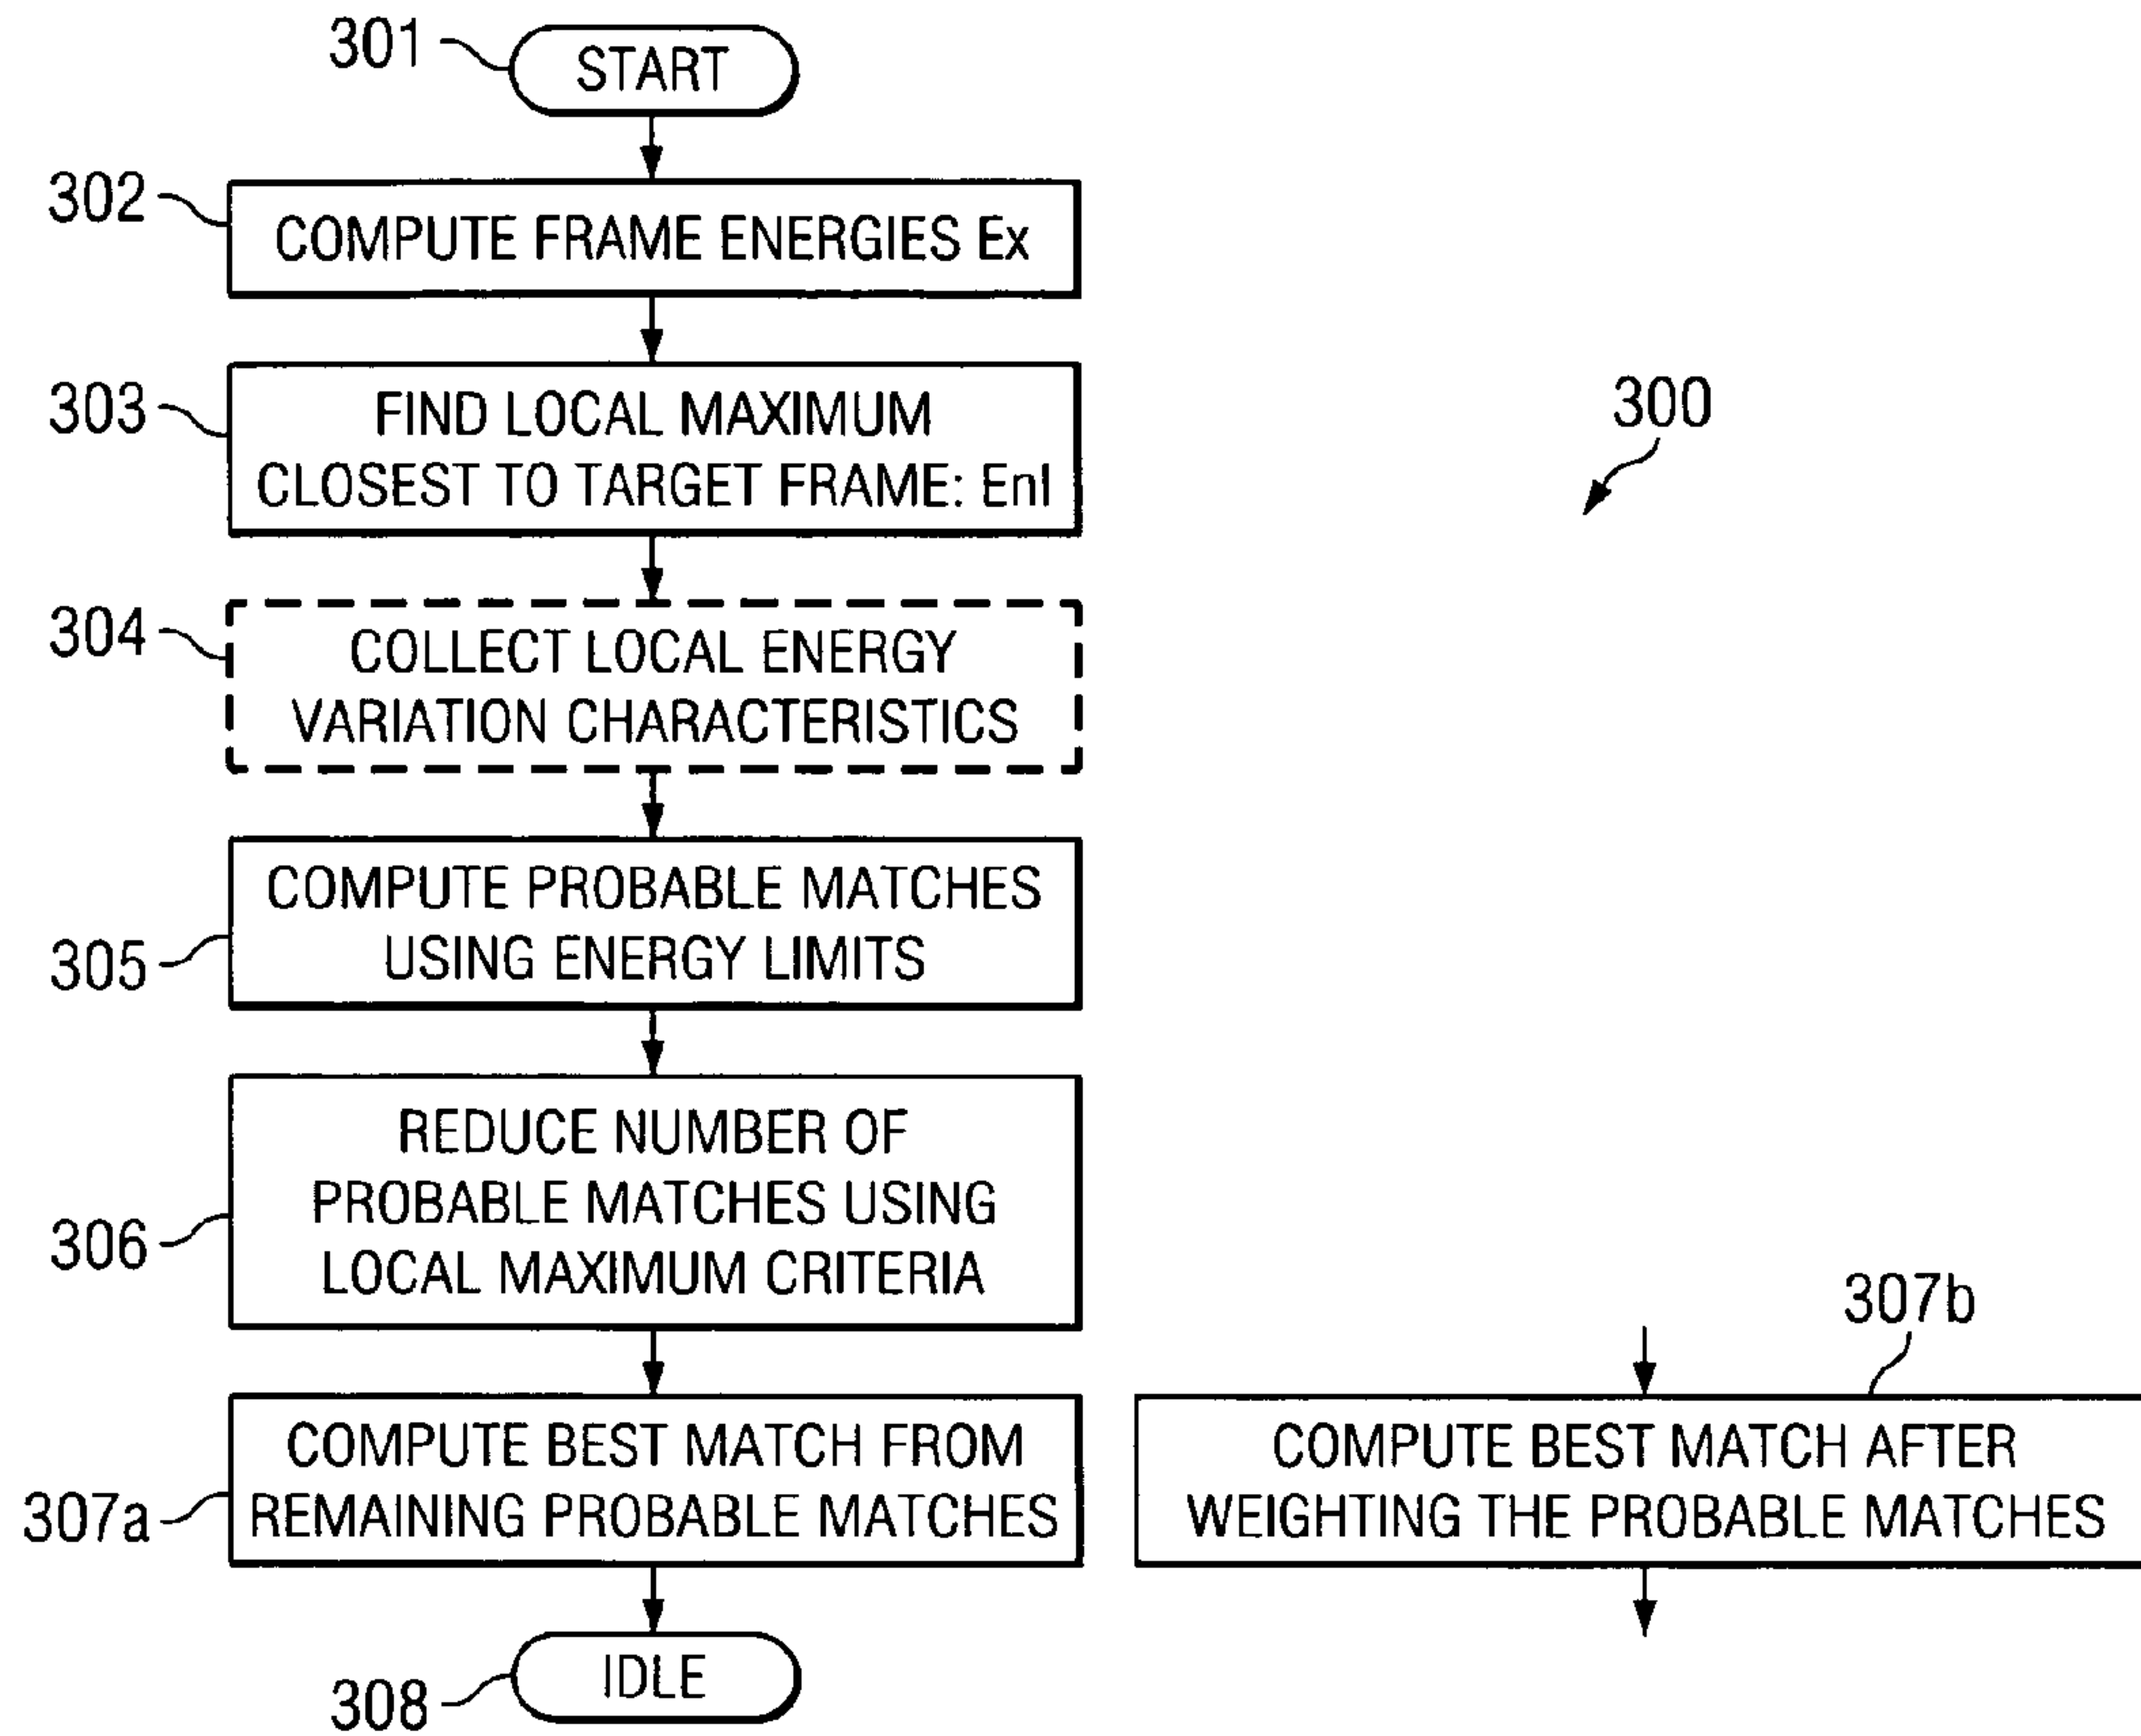 301
START
302
COMPUTE FRAME ENERGIES Ex
303
FIND LOCAL MAXIMUM
CLOSEST TO TARGET FRAME: Enl
300
304
COLLECT LOCAL ENERGY
VARIATION CHARACTERISTICS
305
COMPUTE PROBABLE MATCHES
USING ENERGY LIMITS
306
REDUCE NUMBER OF
PROBABLE MATCHES USING
LOCAL MAXIMUM CRITERIA
307a
COMPUTE BEST MATCH FROM
REMAINING PROBABLE MATCHES
307b
COMPUTE BEST MATCH AFTER
WEIGHTING THE PROBABLE MATCHES
308
IDLE